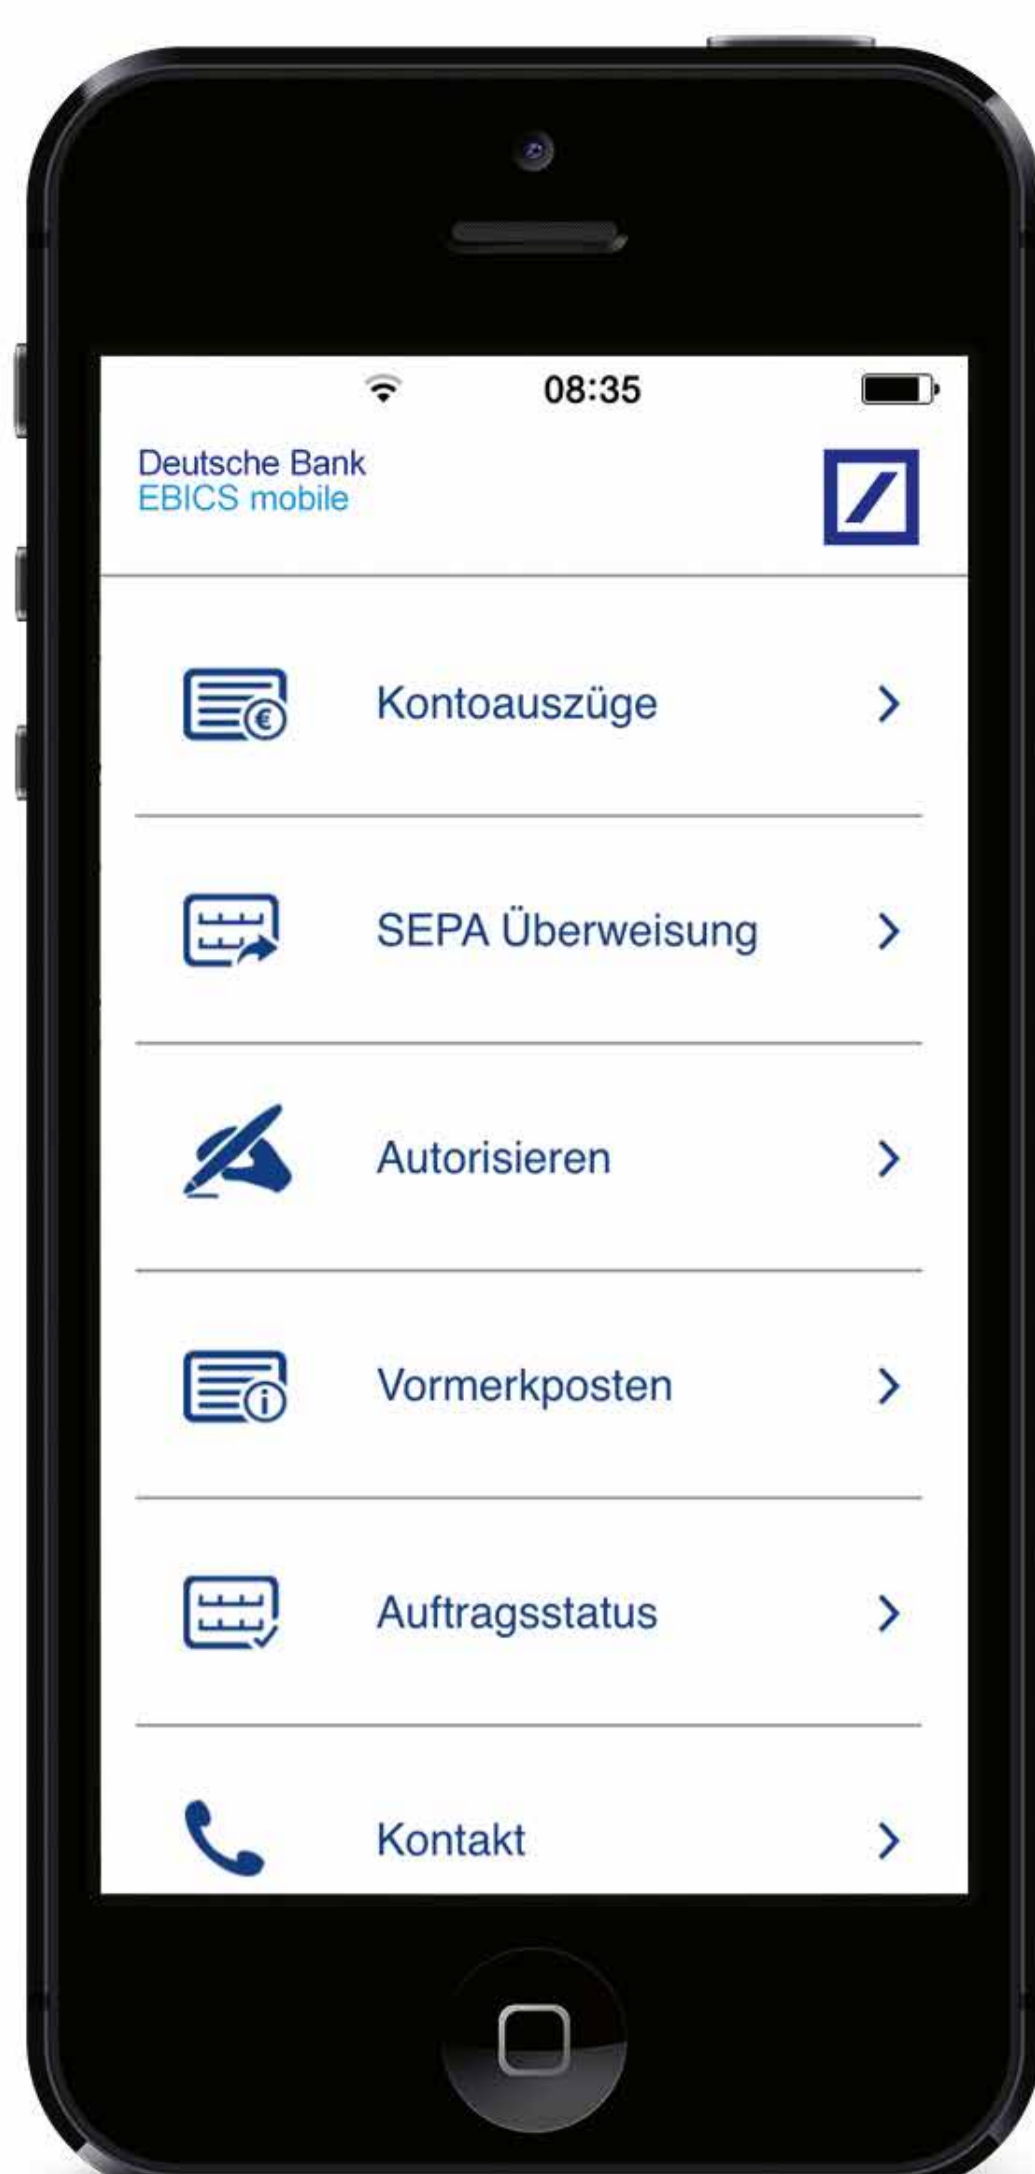 08:35
Deutsche Bank
EBICS mobile
Kontoauszüge
SEPA Überweisung
Autorisieren
Vormerkposten
Auftragsstatus
Kontakt